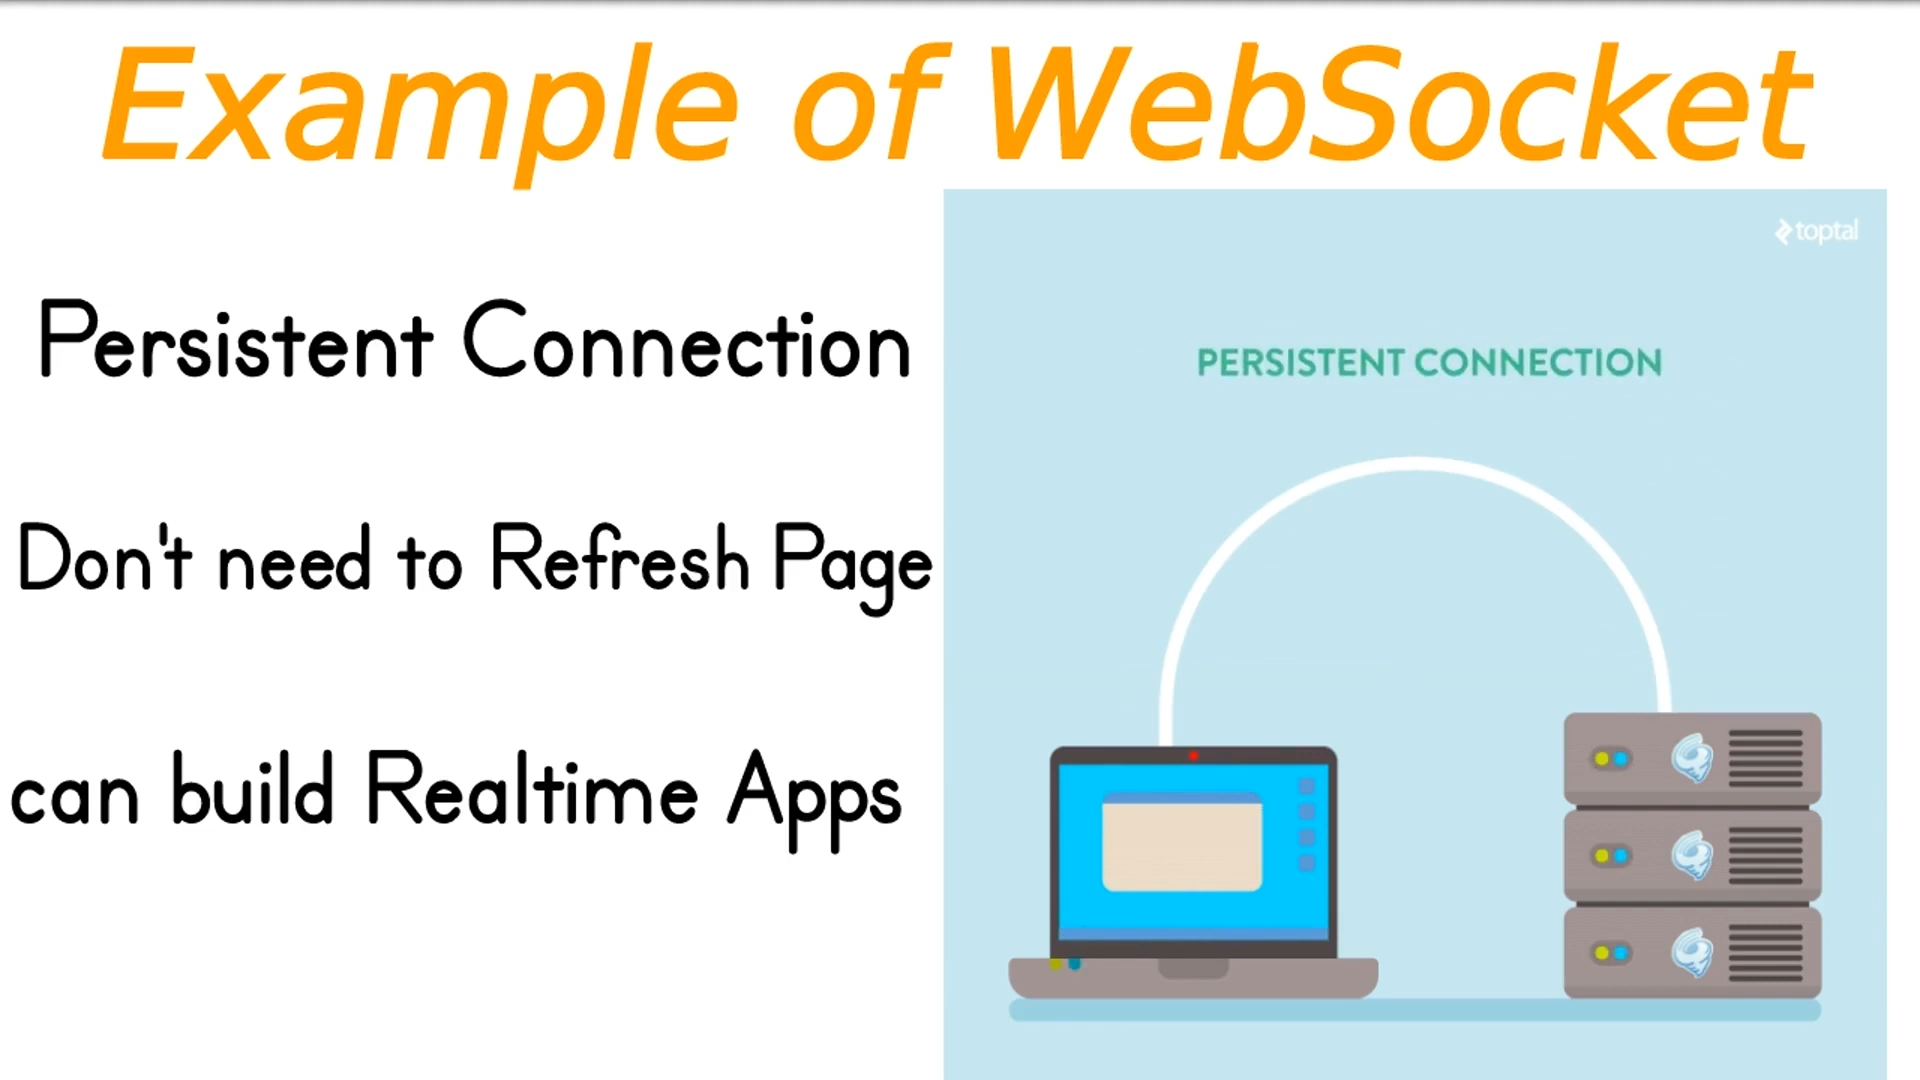 Example of WebSocket
Persistent Connection
Don't need to Refresh Page
can build Realtime Apps
toptal
PERSISTENT CONNECTION